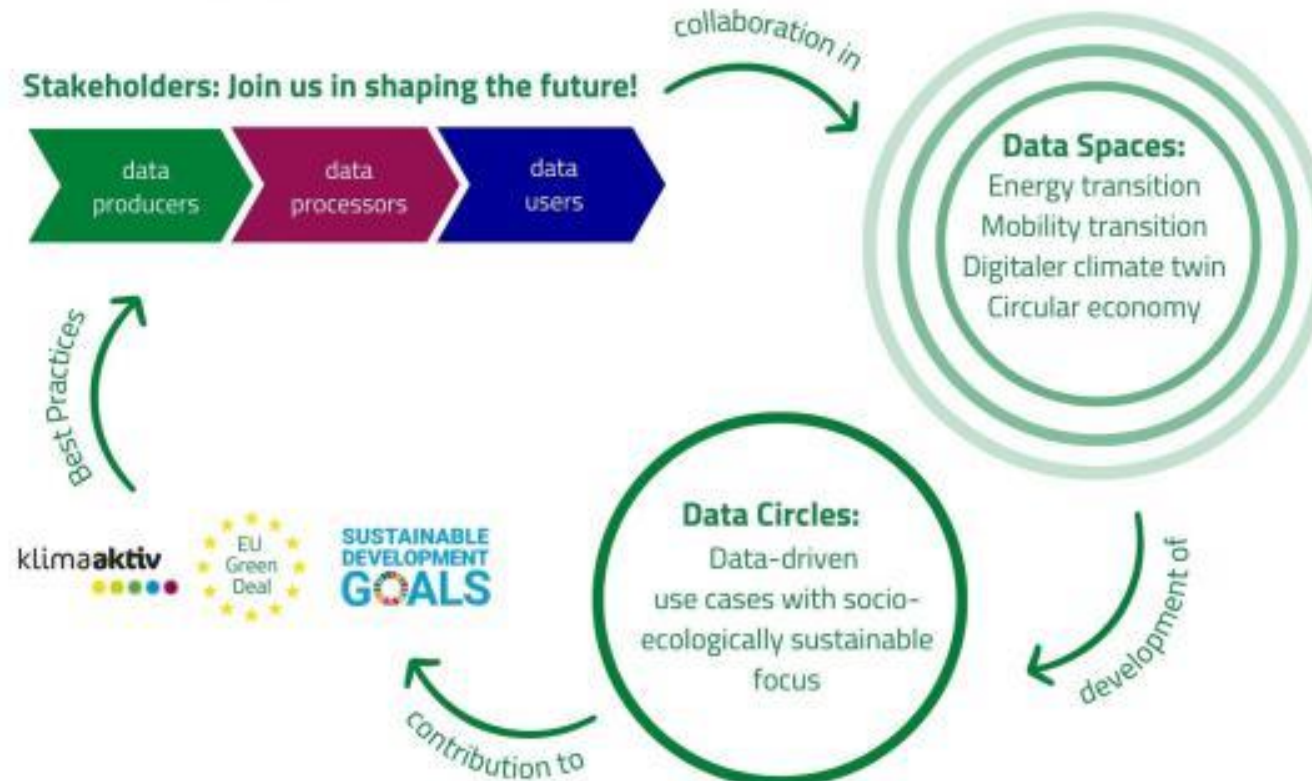 collaboration in
Stakeholders: Join us in shaping the future!
data
producers
data
processors
data
users
Data Spaces:
Energy transition
Mobility transition
Digitaler climate twin
Circular economy
development of
Data Circles:
Data-driven
use cases with socio-
ecologically sustainable
focus
contribution to
klimaaktiv
EU
Green
Deal
SUSTAINABLE
DEVELOPMENT
GOALS
Best Practices